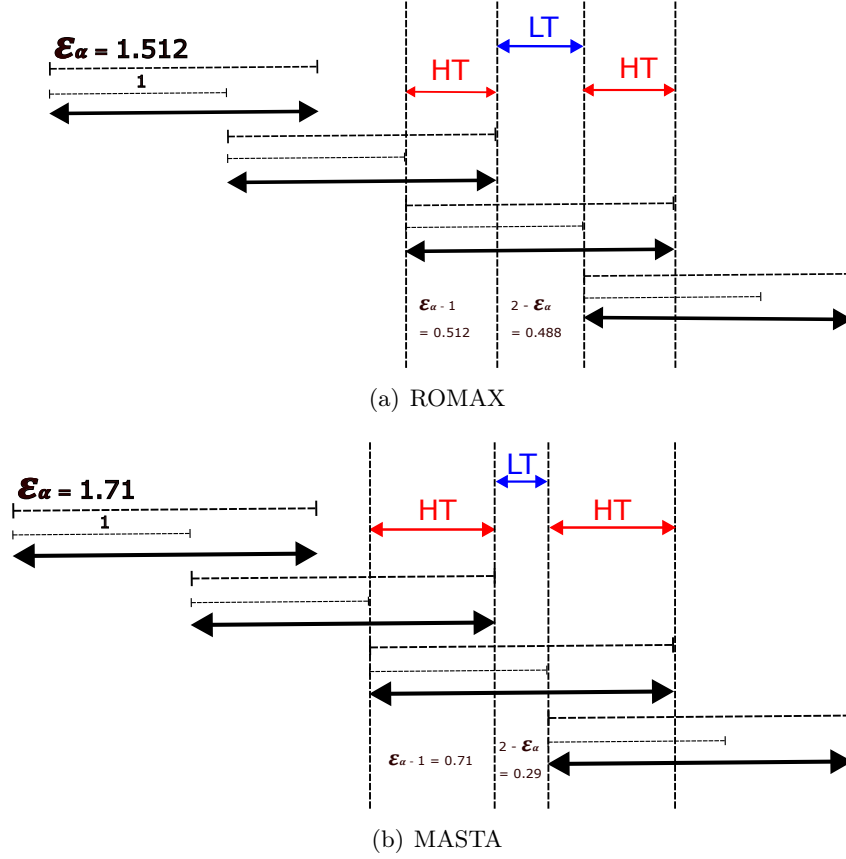 LT
εα = 1.512
HT
HT
1
εα - 1
= 0.512
2 - εα
= 0.488
(a) ROMAX
LT
εα = 1.71
HT
HT
1
εα - 1 = 0.71
2 - εα
= 0.29
(b) MASTA